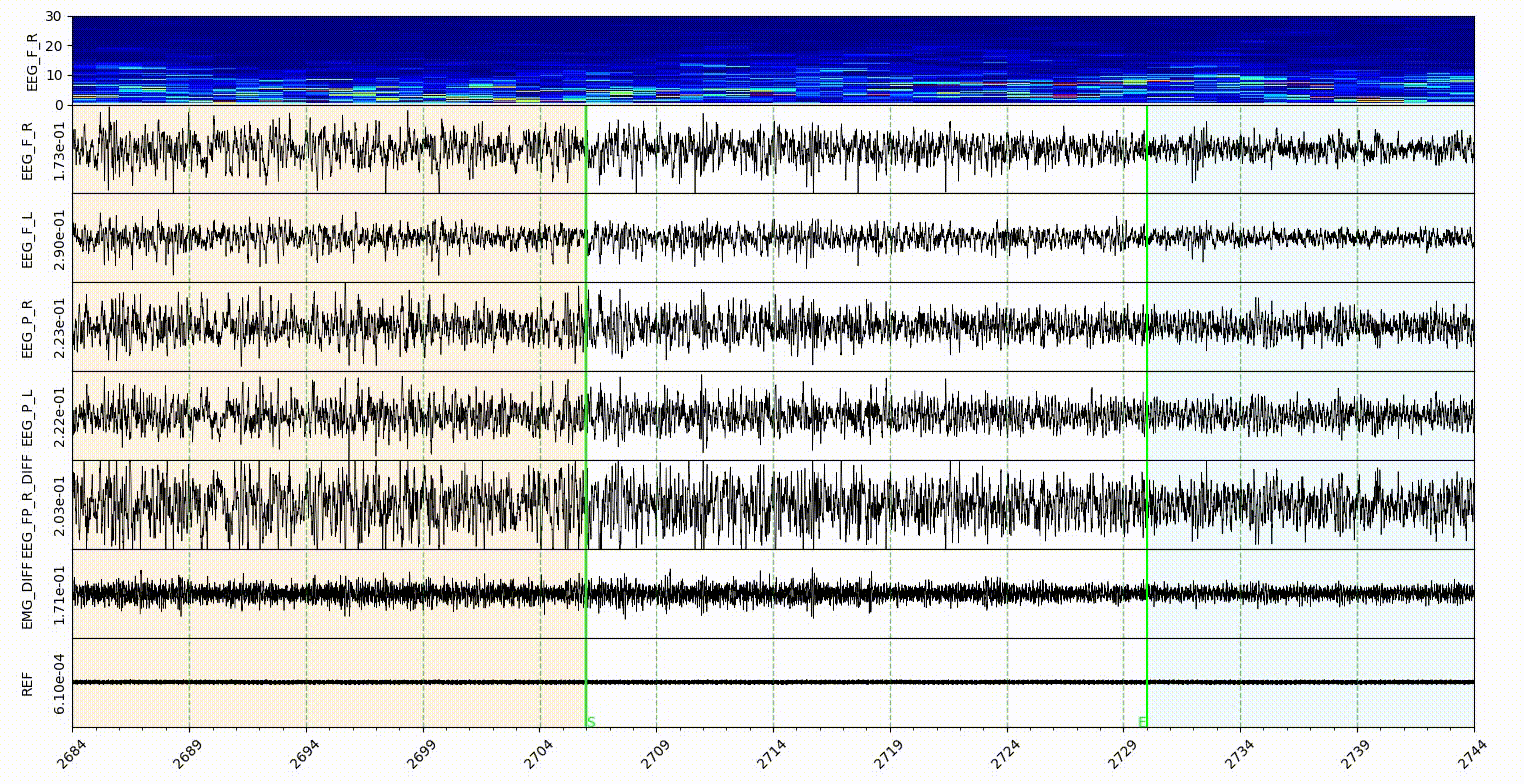 30
20
10
0
EEG_F_R
EEG_F_R
1.73e-01
EEG_F_L
2.90e-01
EEG_P_R
2.23e-01
EEG_P_L
2.22e-01
EEG_FP_R_DIFF
2.03e-01
EMG_DIFF
1.71e-01
REF
6.10e-04
S
E
2684
2689
2694
2699
2704
2709
2714
2719
2724
2729
2734
2739
2744